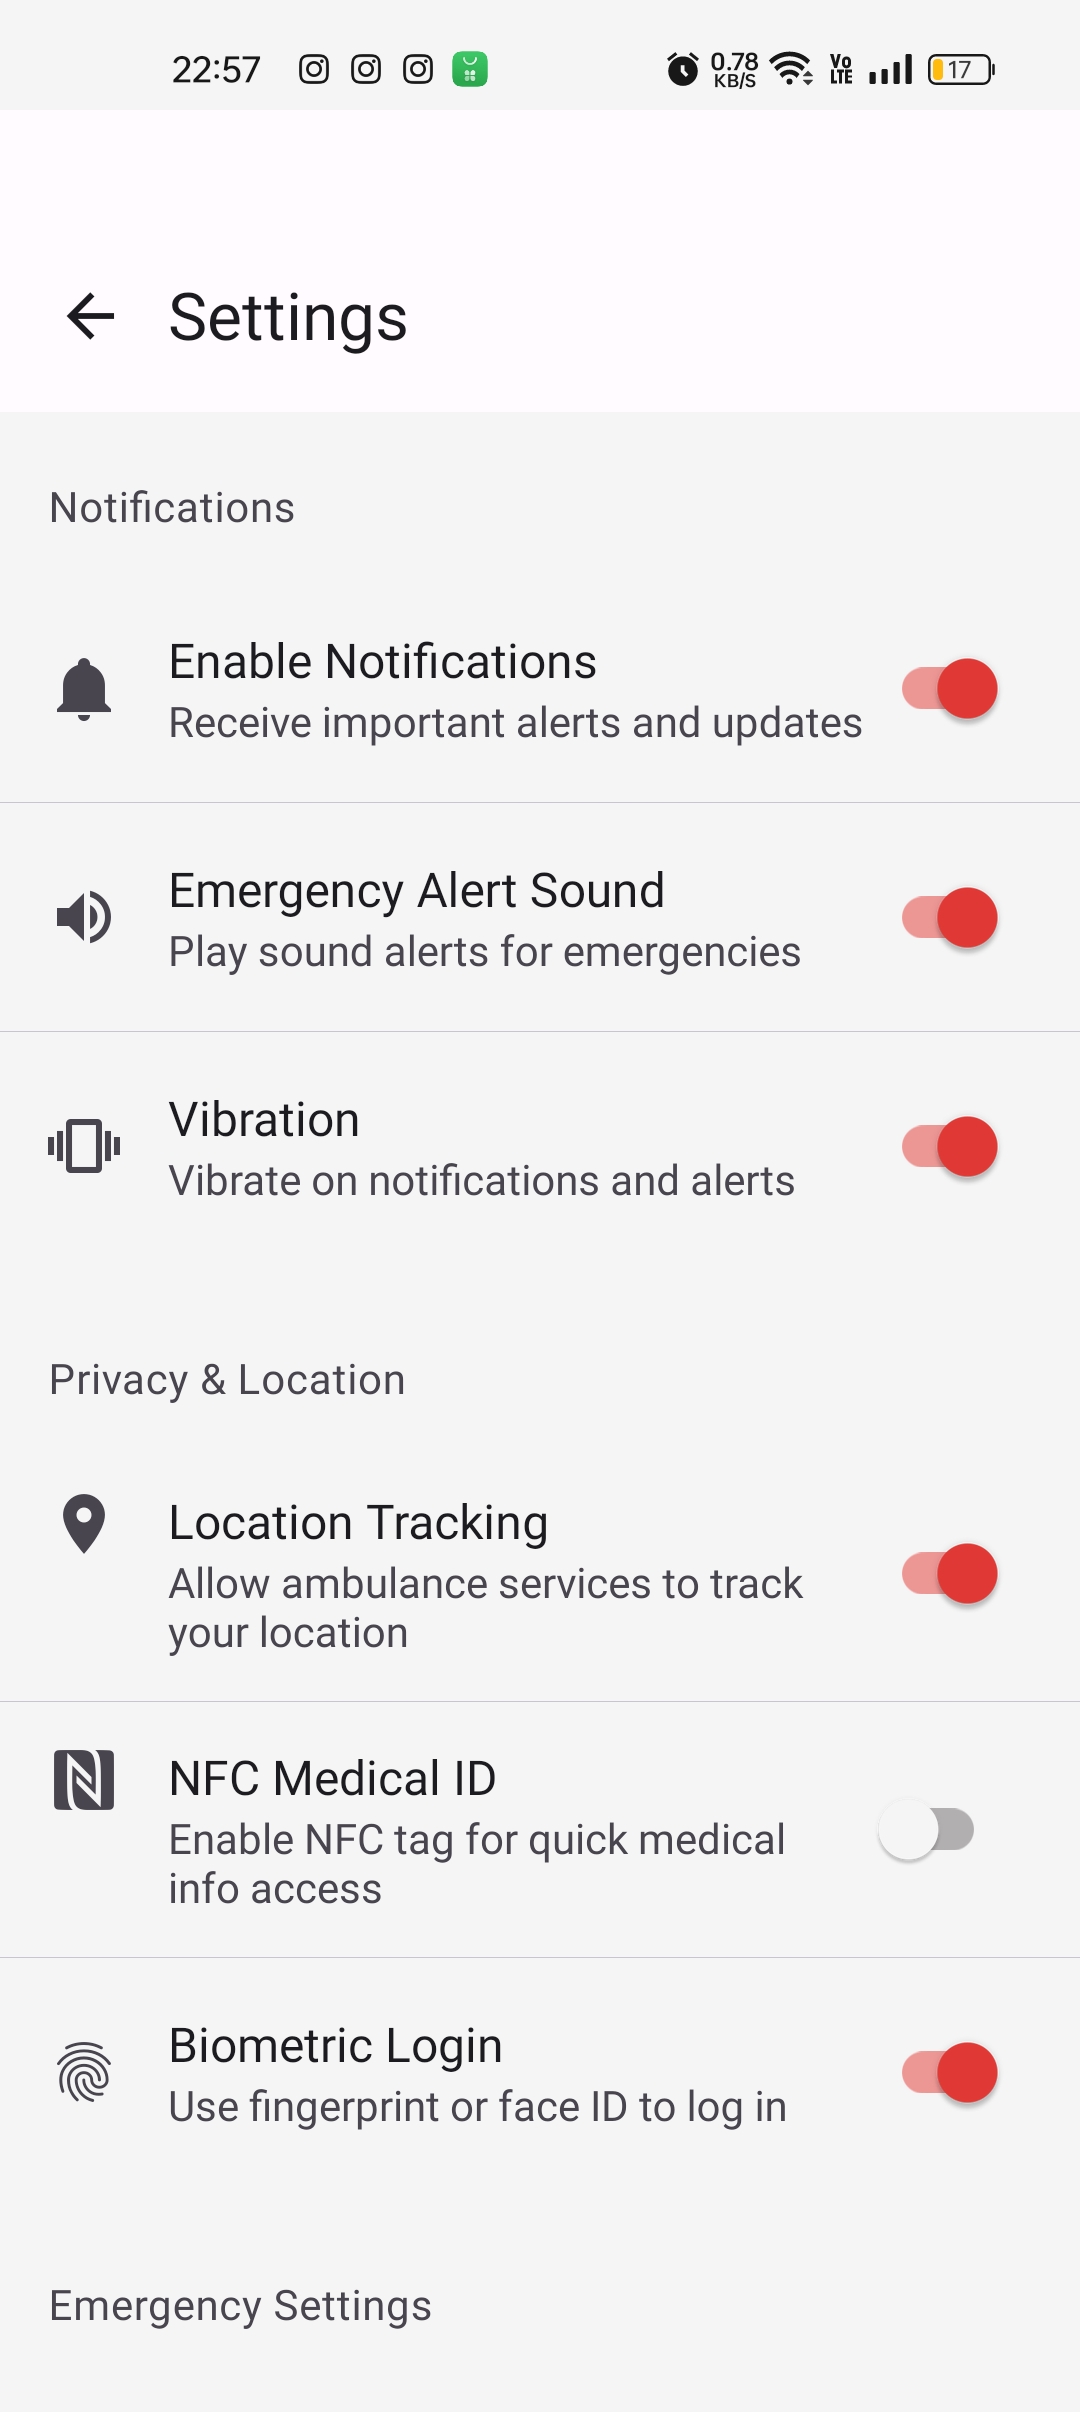 22:57 0.78 KB/S Vo LTE 17
Settings
Notifications
Enable Notifications
Receive important alerts and updates
Emergency Alert Sound
Play sound alerts for emergencies
Vibration
Vibrate on notifications and alerts
Privacy & Location
Location Tracking
Allow ambulance services to track
your location
NFC Medical ID
Enable NFC tag for quick medical
info access
Biometric Login
Use fingerprint or face ID to log in
Emergency Settings